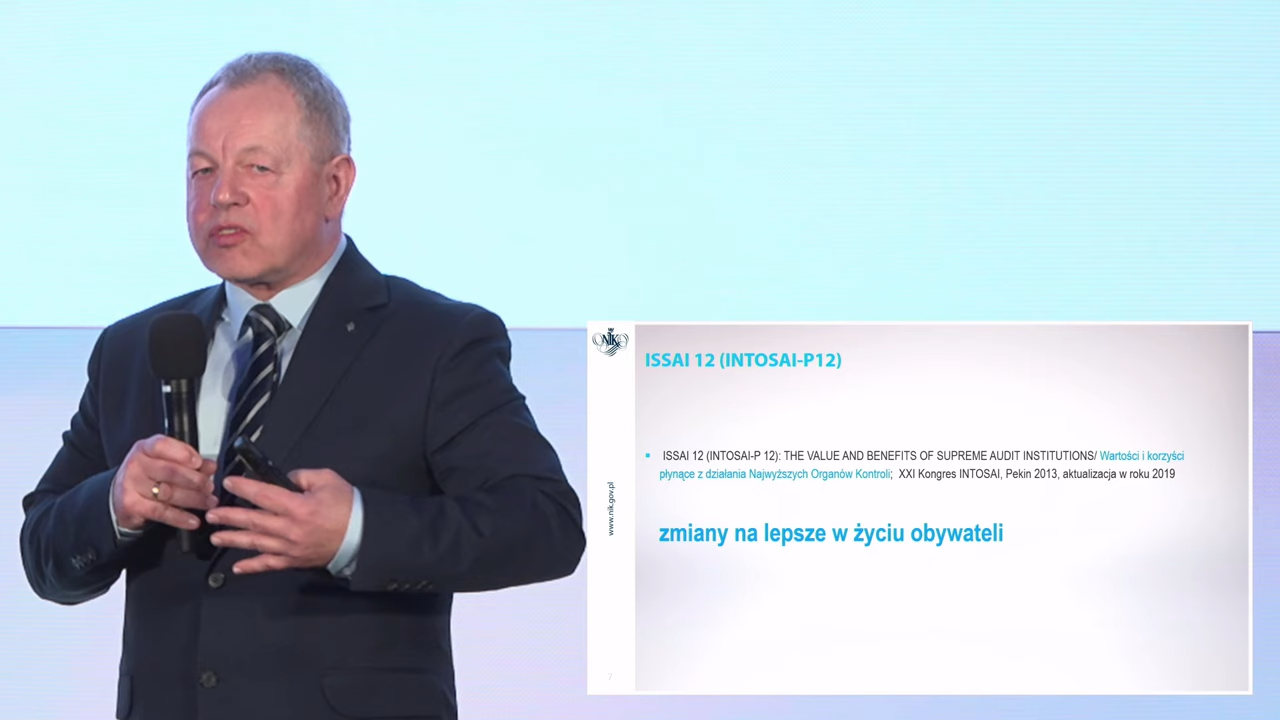 NIK
ISSAI 12 (INTOSAI-P12)
▪ ISSAI 12 (INTOSAI-P 12): THE VALUE AND BENEFITS OF SUPREME AUDIT INSTITUTIONS/ Wartości i korzyści
płynące z działania Najwyższych Organów Kontroli; XXI Kongres INTOSAI, Pekin 2013, aktualizacja w roku 2019
zmiany na lepsze w życiu obywateli
www.nik.gov.pl
7